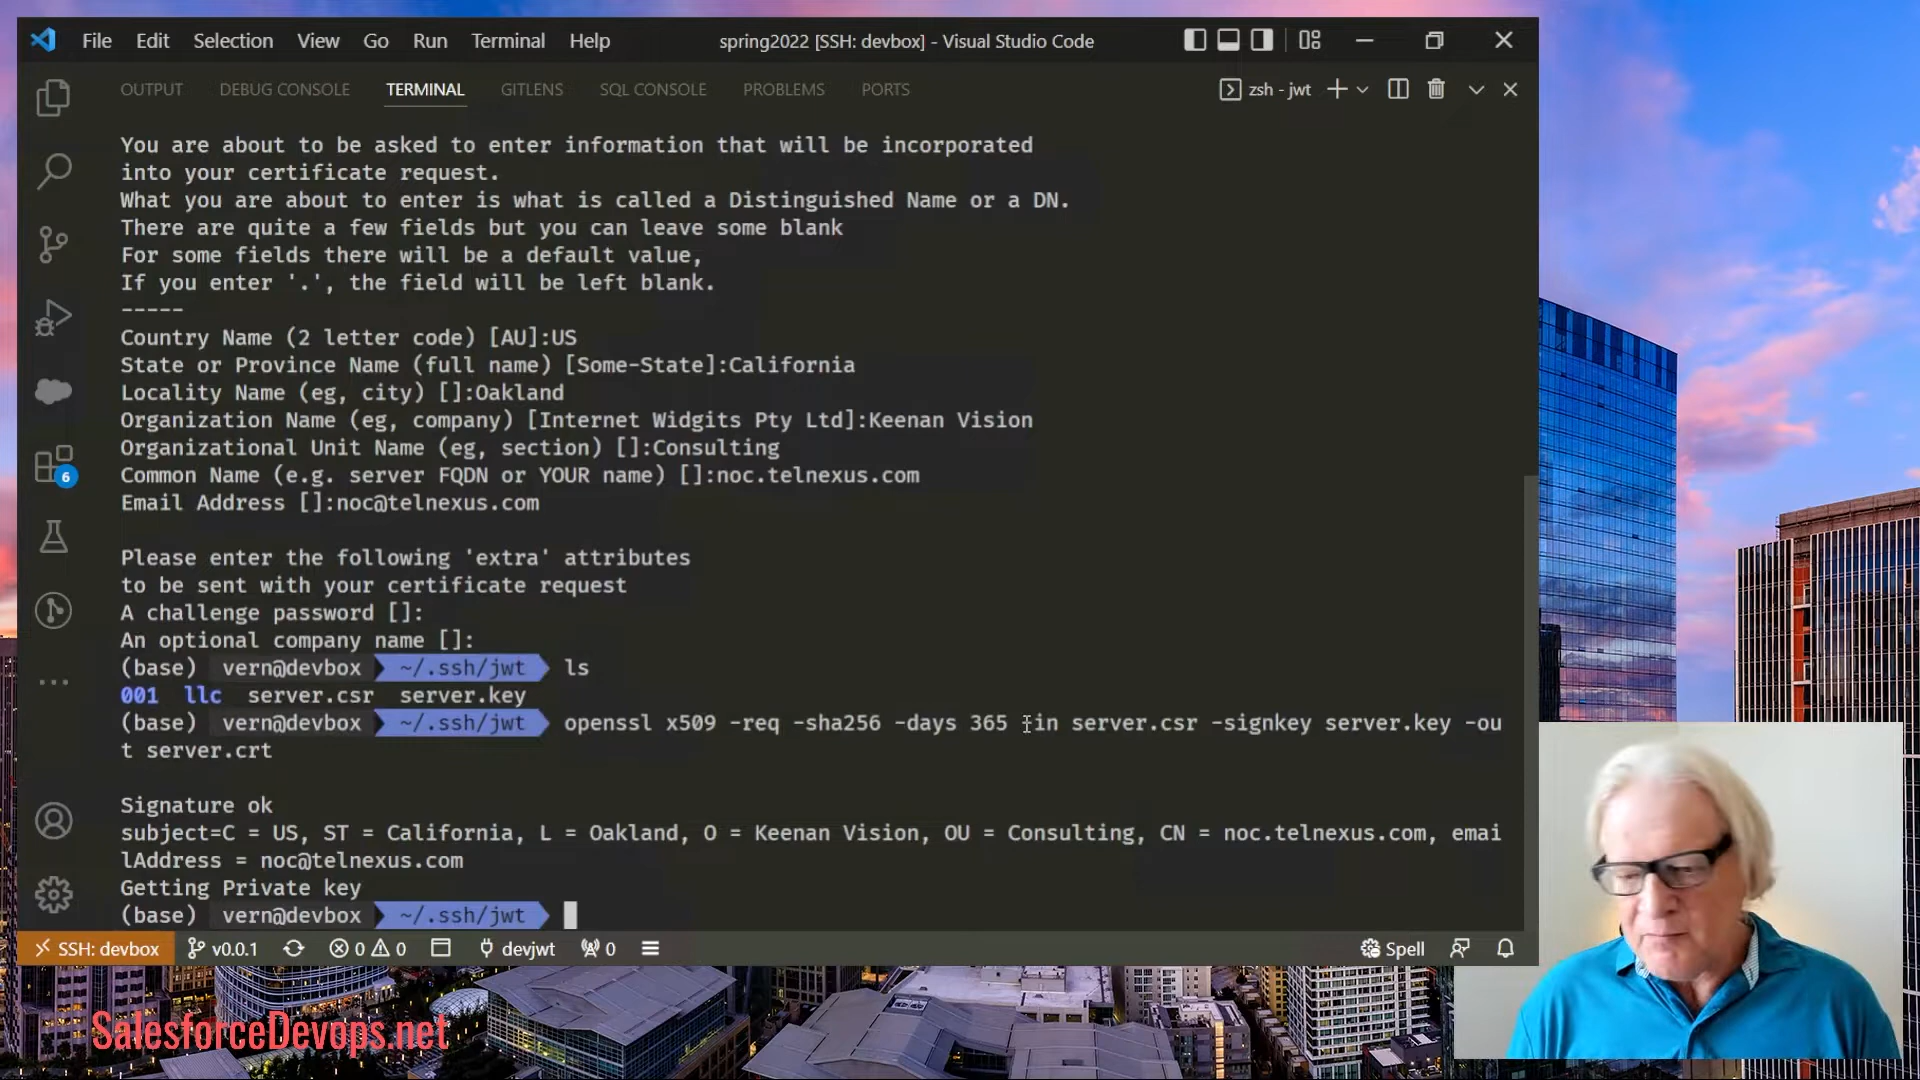 File Edit Selection View Go Run Terminal Help spring2022 [SSH: devbox] - Visual Studio Code
OUTPUT DEBUG CONSOLE TERMINAL GITLENS SQL CONSOLE PROBLEMS PORTS zsh - jwt
You are about to be asked to enter information that will be incorporated
into your certificate request.
What you are about to enter is what is called a Distinguished Name or a DN.
There are quite a few fields but you can leave some blank
For some fields there will be a default value,
If you enter '.', the field will be left blank.
-----
Country Name (2 letter code) [AU]:US
State or Province Name (full name) [Some-State]:California
Locality Name (eg, city) []:Oakland
Organization Name (eg, company) [Internet Widgits Pty Ltd]:Keenan Vision
Organizational Unit Name (eg, section) []:Consulting
Common Name (e.g. server FQDN or YOUR name) []:noc.telnexus.com
Email Address []:noc@telnexus.com
Please enter the following 'extra' attributes
to be sent with your certificate request
A challenge password []:
An optional company name []:
(base) vern@devbox ~/.ssh/jwt ls
001 llc server.csr server.key
(base) vern@devbox ~/.ssh/jwt openssl x509 -req -sha256 -days 365 -in server.csr -signkey server.key -ou
t server.crt
Signature ok
subject=C = US, ST = California, L = Oakland, O = Keenan Vision, OU = Consulting, CN = noc.telnexus.com, emai
lAddress = noc@telnexus.com
Getting Private key
(base) vern@devbox ~/.ssh/jwt
6
SSH: devbox v0.0.1 0 0 devjwt 0 Spell
SalesforceDevops.net